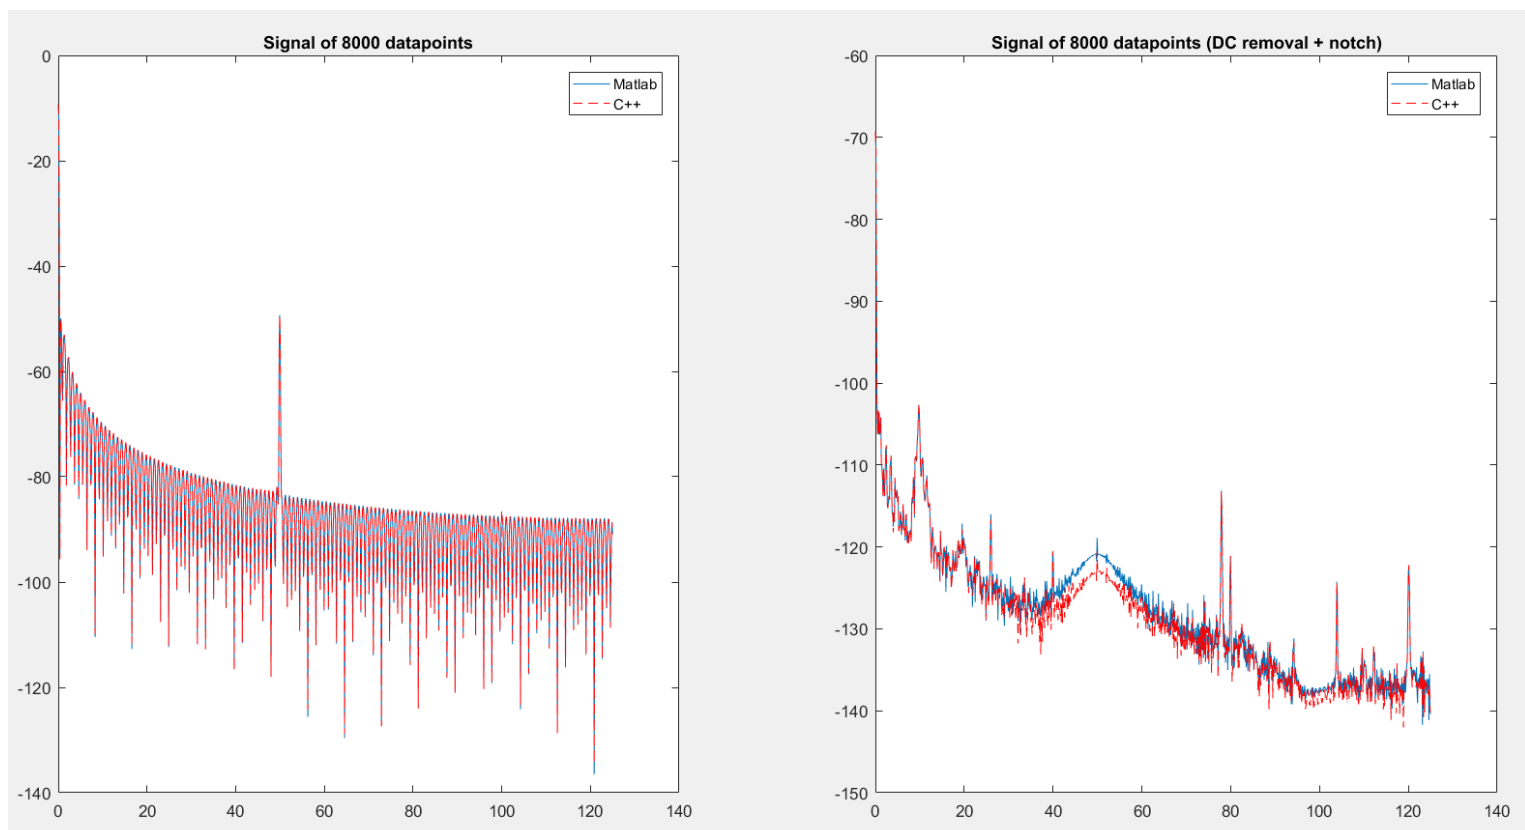 Signal of 8000 datapoints
0
-20
-40
-60
-80
-100
-120
-140
0 20 40 60 80 100 120 140
Matlab
C++
Signal of 8000 datapoints (DC removal + notch)
-60
-70
-80
-90
-100
-110
-120
-130
-140
-150
0 20 40 60 80 100 120 140
Matlab
C++